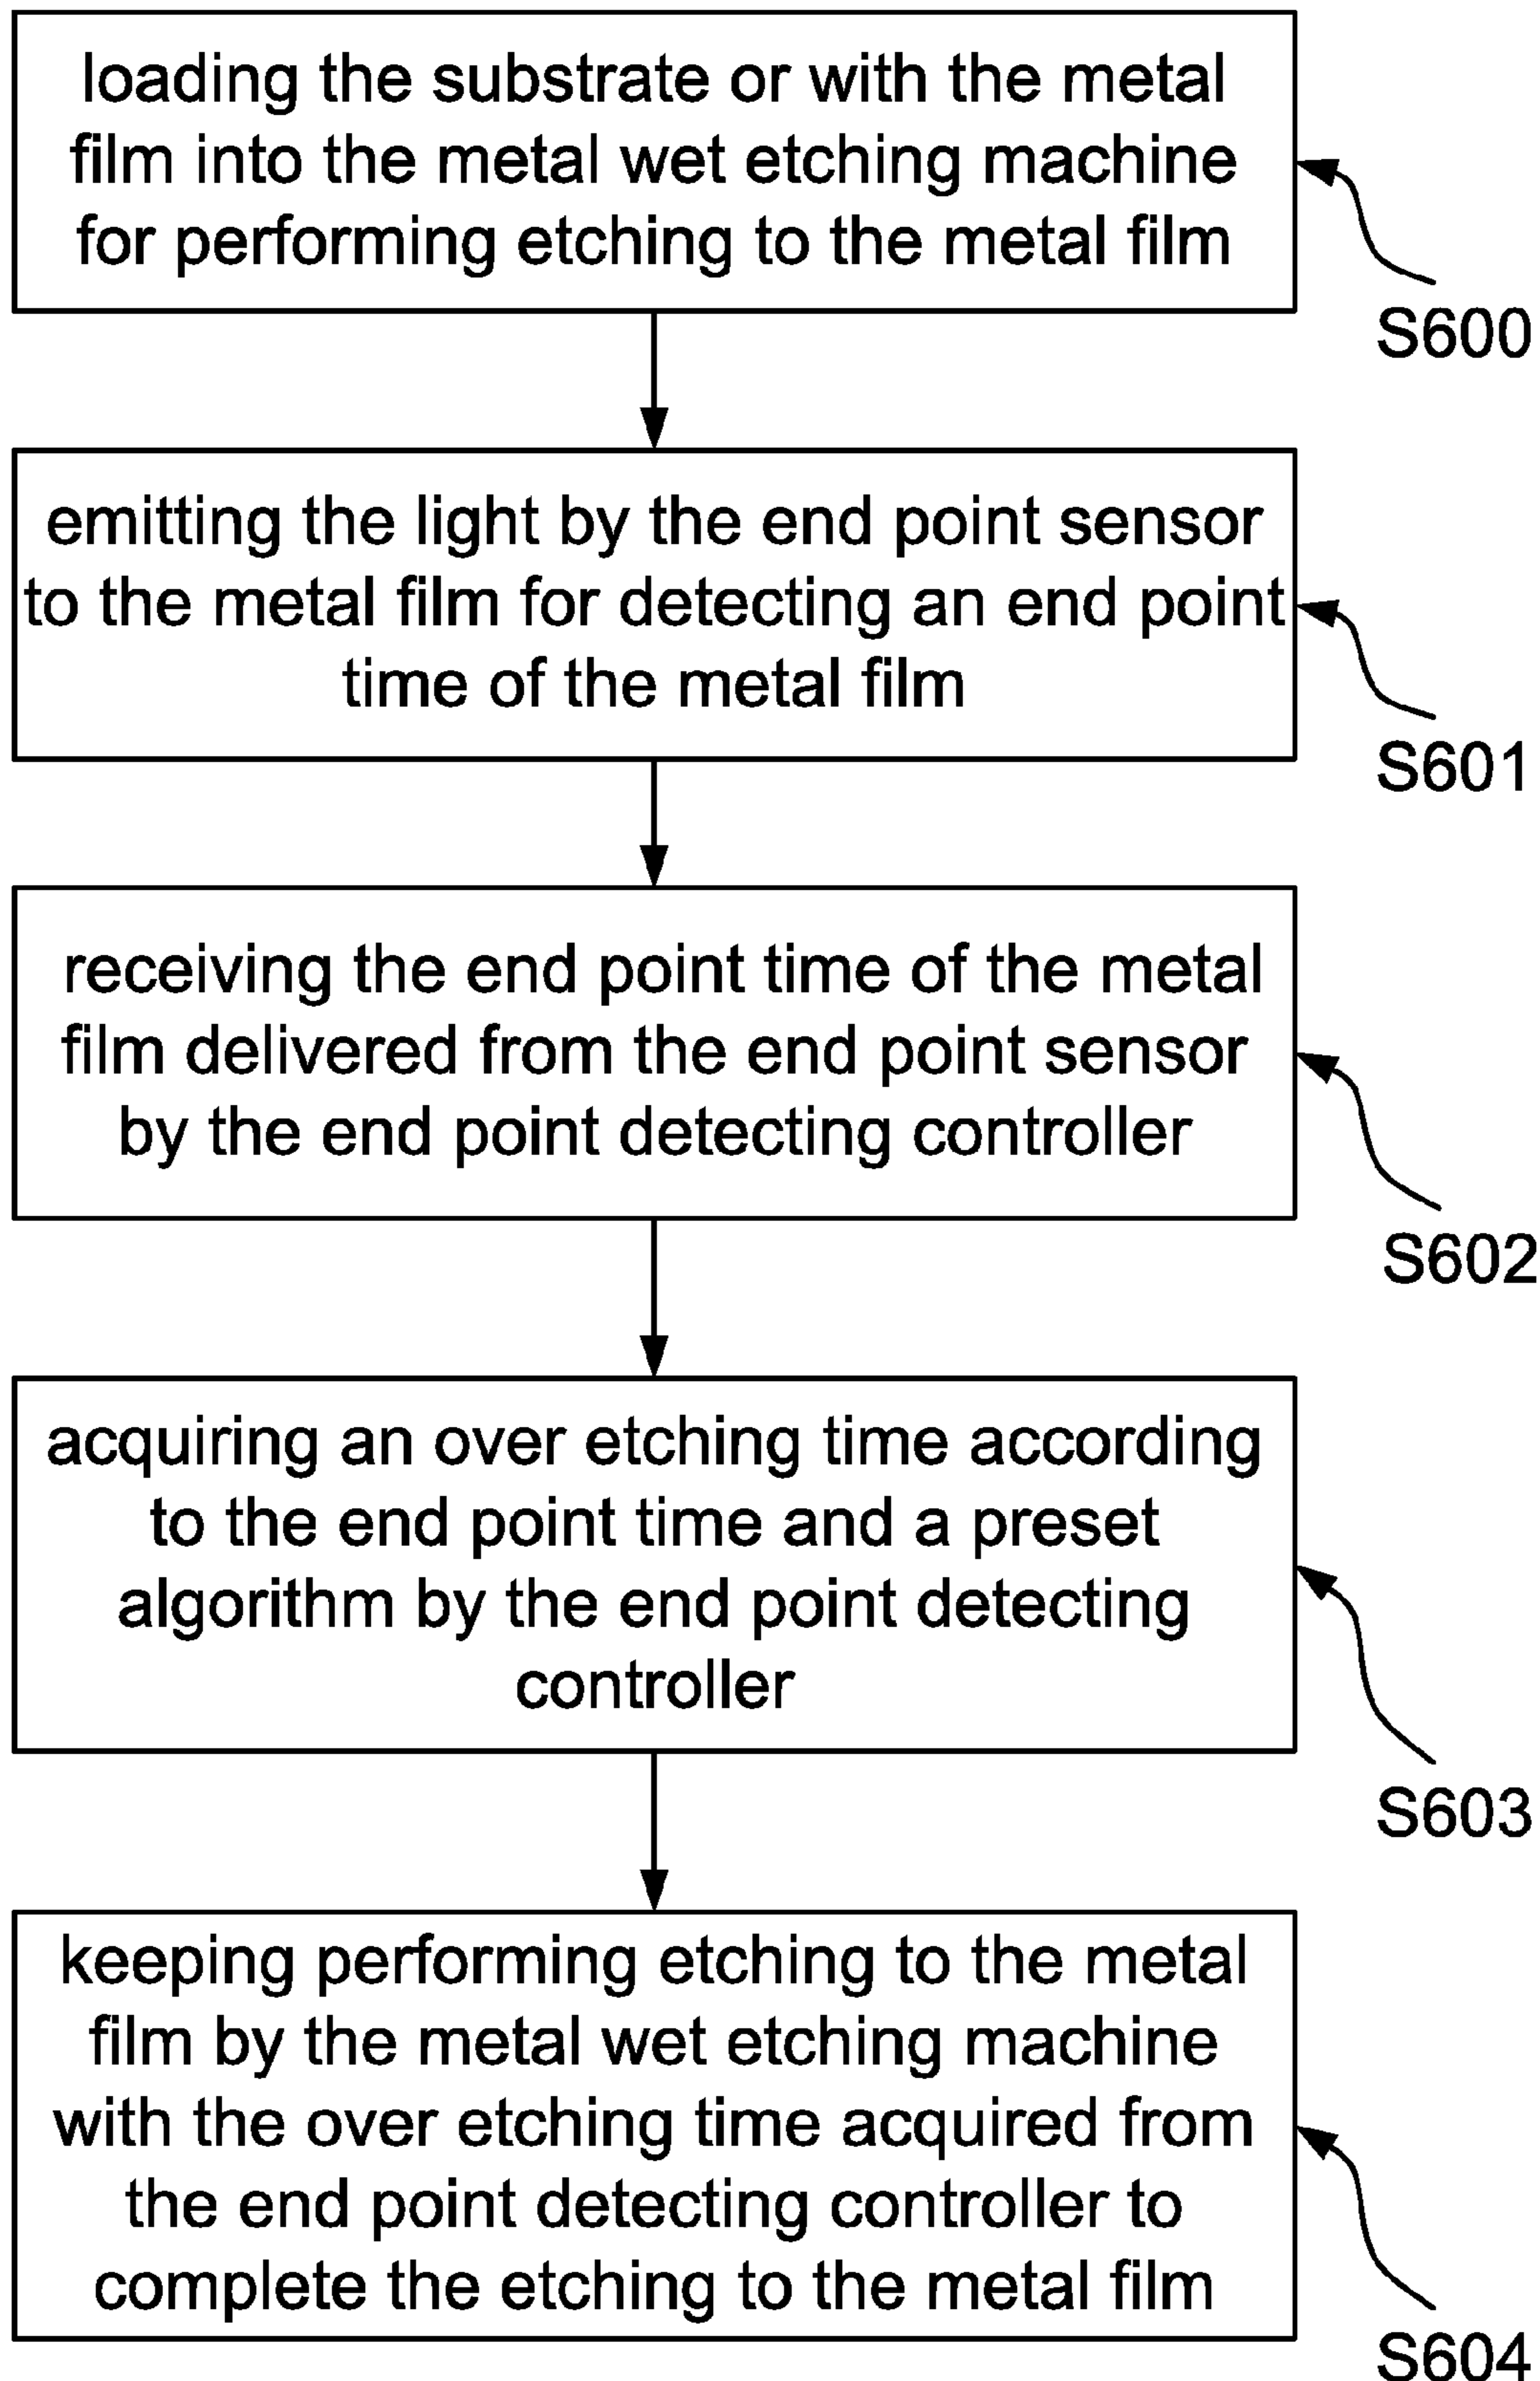 loading the substrate or with the metal
film into the metal wet etching machine
for performing etching to the metal film
S600
emitting the light by the end point sensor
to the metal film for detecting an end point
time of the metal film
S601
receiving the end point time of the metal
film delivered from the end point sensor
by the end point detecting controller
S602
acquiring an over etching time according
to the end point time and a preset
algorithm by the end point detecting
controller
S603
keeping performing etching to the metal
film by the metal wet etching machine
with the over etching time acquired from
the end point detecting controller to
complete the etching to the metal film
S604